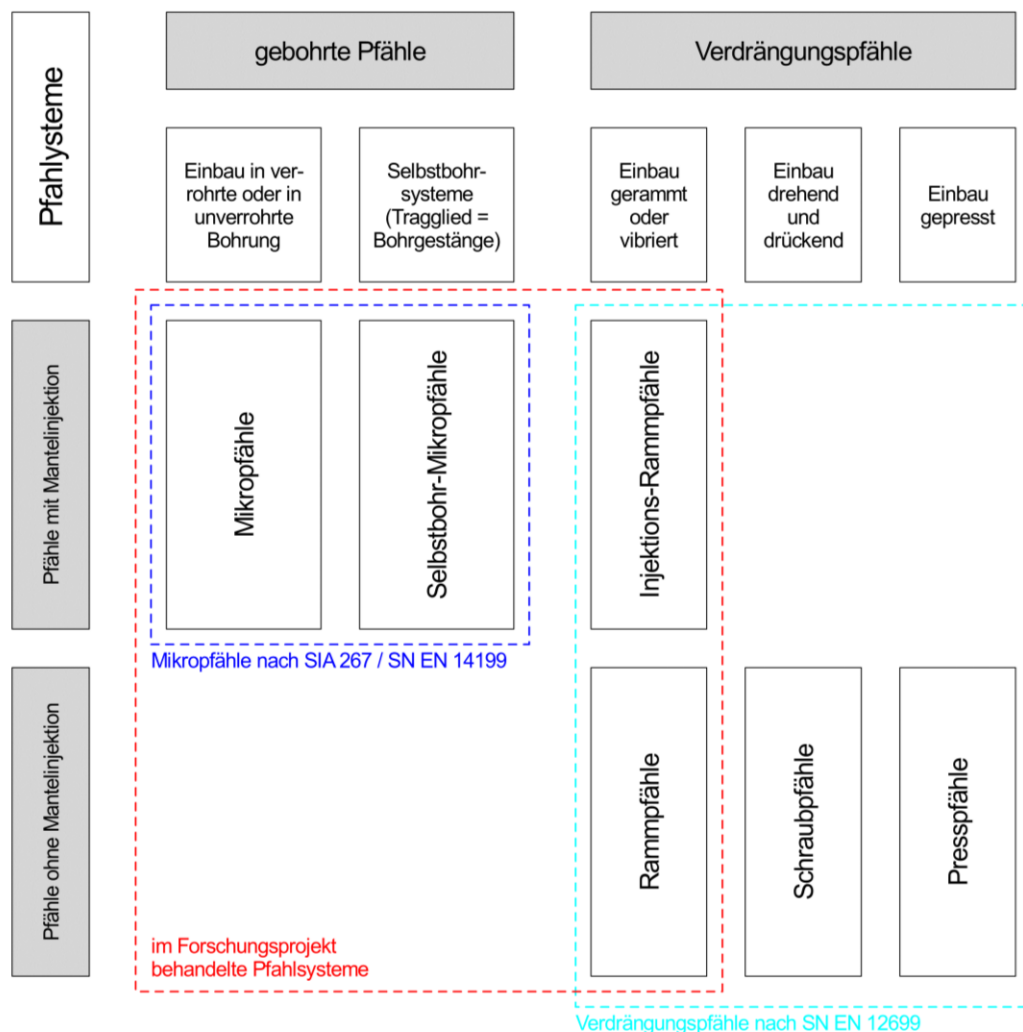 Pfahlysteme
gebohrte Pfähle
Verdrängungspfähle
Einbau in ver-
rohrte oder in
unverrohrte
Bohrung
Selbstbohr-
systeme
(Tragglied =
Bohrgestänge)
Einbau
gerammt
oder
vibriert
Einbau
drehend
und
drückend
Einbau
gepresst
Pfähle mit Mantelinjektion
Mikropfähle
Selbstbohr-Mikropfähle
Injektions-Rammpfähle
Mikropfähle nach SIA 267 / SN EN 14199
Pfähle ohne Mantelinjektion
Rammpfähle
Schraubpfähle
Presspfähle
im Forschungsprojekt
behandelte Pfahlsysteme
Verdrängungspfähle nach SN EN 12699